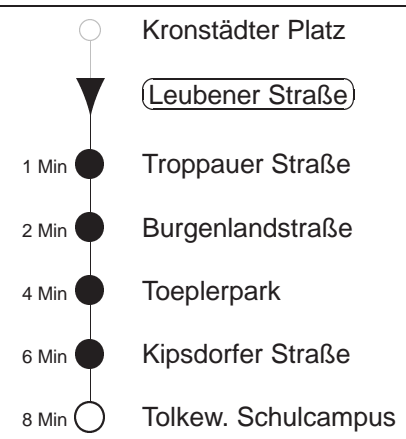 Kronstädter Platz
Leubener Straße
1 Min Troppauer Straße
2 Min Burgenlandstraße
4 Min Toeplerpark
6 Min Kipsdorfer Straße
8 Min Tolkew. Schulcampus